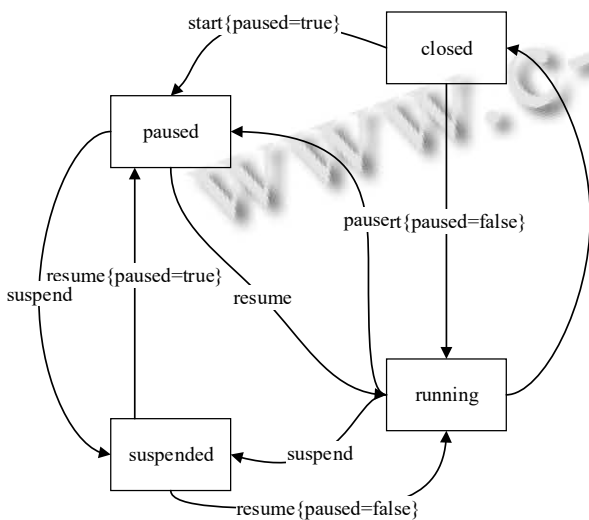 start{paused=true}
closed
www.c-
paused
pause
rt{paused=false}
resume{paused=true}
suspend
resume
running
suspended
suspend
resume{paused=false}